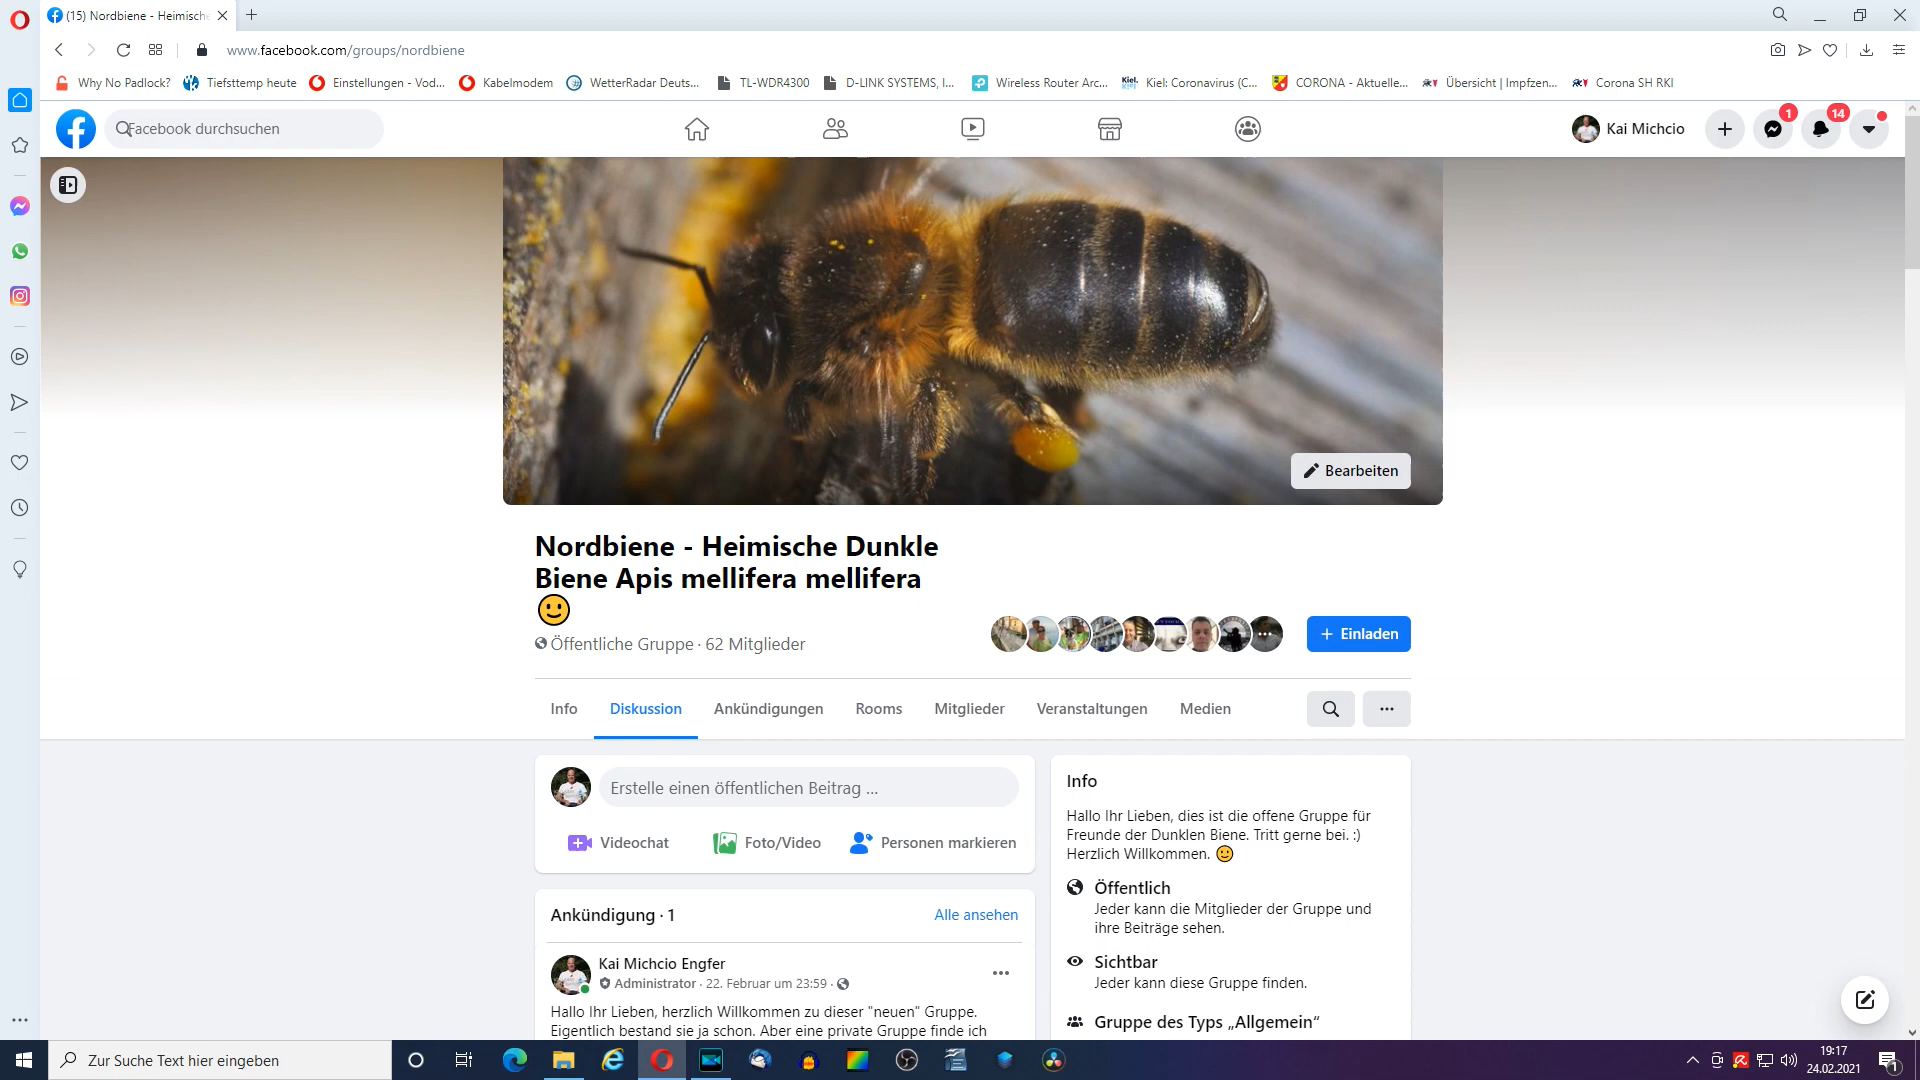 (15) Nordbiene - Heimische
www.facebook.com/groups/nordbiene
Why No Padlock? Tiefsttemp heute Einstellungen - Vod... Kabelmodem WetterRadar Deuts... TL-WDR4300 D-LINK SYSTEMS, I... Wireless Router Arc... Kiel: Coronavirus (C... CORONA - Aktuelle... Übersicht | Impfzen... Corona SH RKI
Facebook durchsuchen
Kai Michcio
1
14
Bearbeiten
Nordbiene - Heimische Dunkle
Biene Apis mellifera mellifera
🙂
Öffentliche Gruppe · 62 Mitglieder
+ Einladen
Info Diskussion Ankündigungen Rooms Mitglieder Veranstaltungen Medien
Erstelle einen öffentlichen Beitrag ...
Videochat Foto/Video Personen markieren
Ankündigung · 1 Alle ansehen
Kai Michcio Engfer
Administrator · 22. Februar um 23:59 ·
Hallo Ihr Lieben, herzlich Willkommen zu dieser "neuen" Gruppe.
Eigentlich bestand sie ja schon. Aber eine private Gruppe finde ich
Info
Hallo Ihr Lieben, dies ist die offene Gruppe für
Freunde der Dunklen Biene. Tritt gerne bei. :)
Herzlich Willkommen. 🙂
Öffentlich
Jeder kann die Mitglieder der Gruppe und
ihre Beiträge sehen.
Sichtbar
Jeder kann diese Gruppe finden.
Gruppe des Typs „Allgemein“
Zur Suche Text hier eingeben
19:17
24.02.2021
1